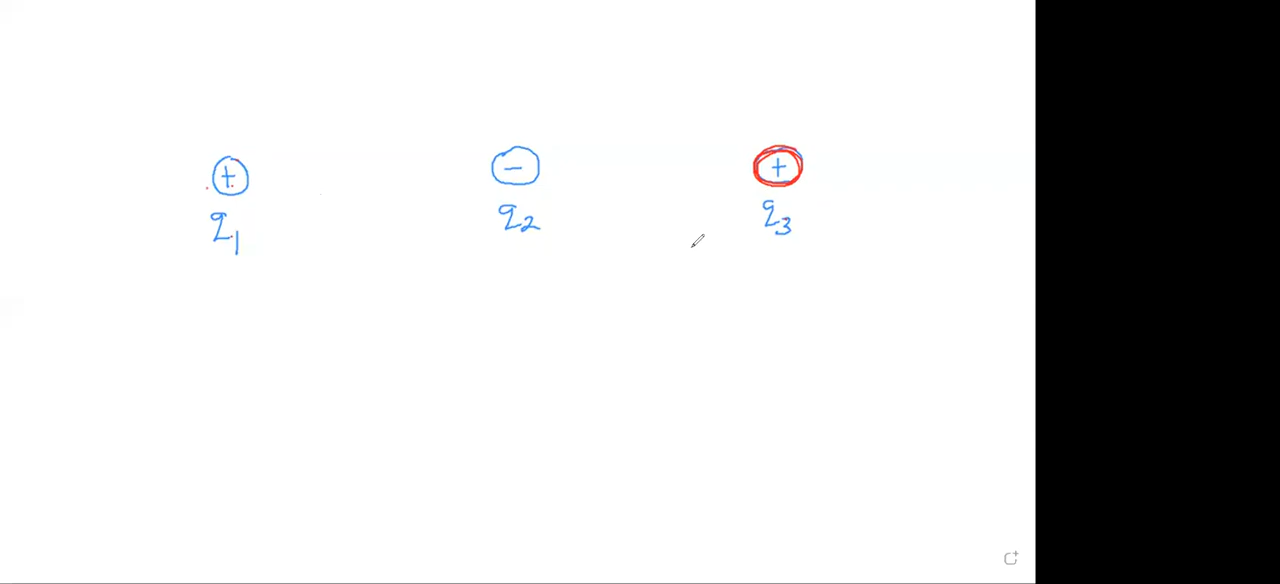 + - +
q1 q2 q3